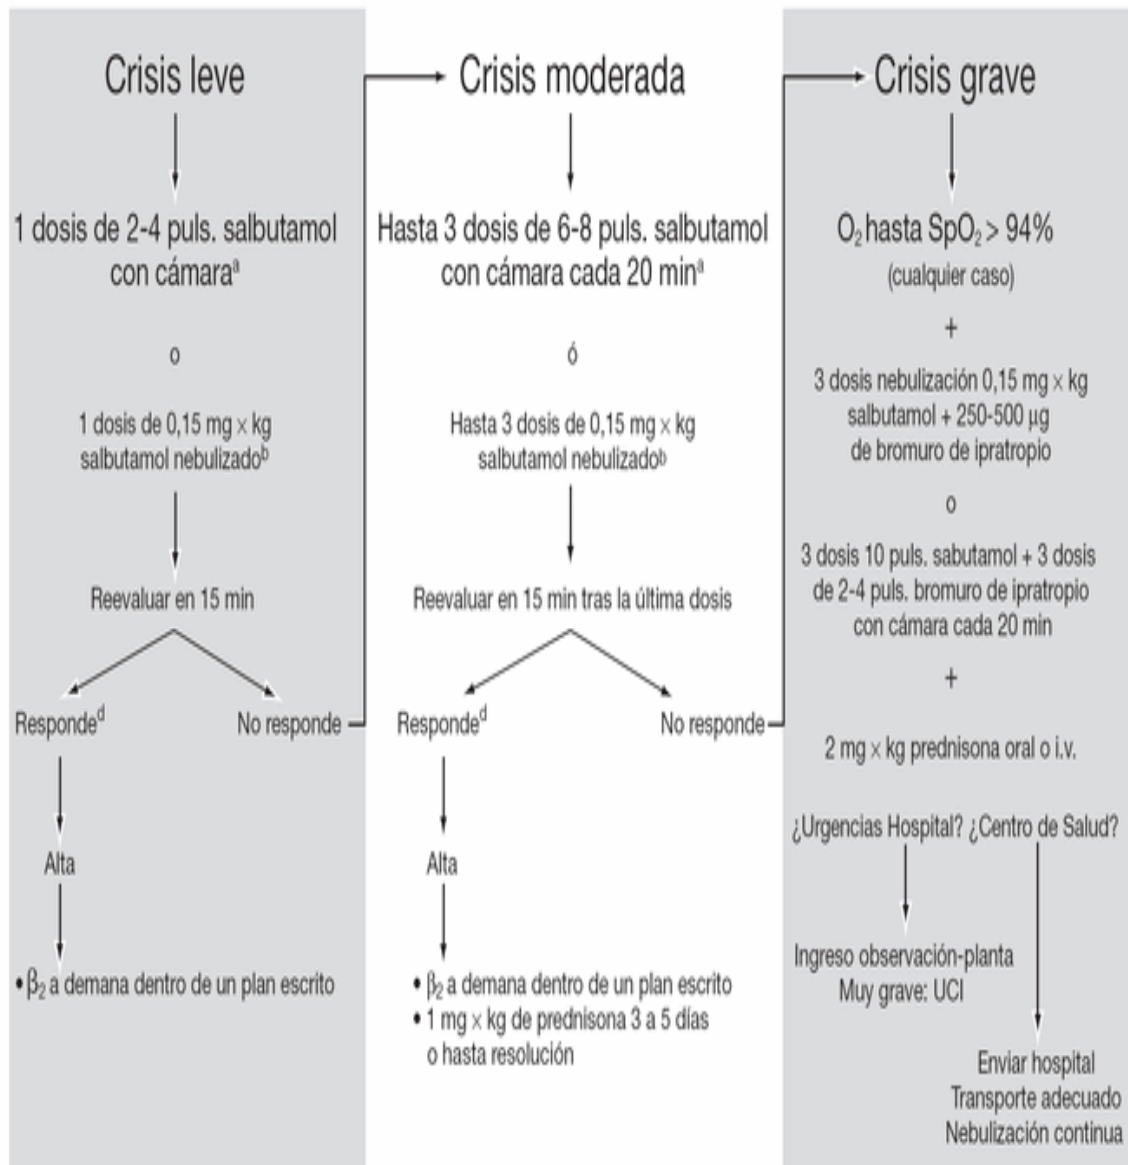 Crisis leve
1 dosis de 2-4 puls. salbutamol
con cámaraᵃ
o
1 dosis de 0,15 mg × kg
salbutamol nebulizadoᵇ
Reevaluar en 15 min
Respondeᵈ
No responde
Alta
• β₂ a demana dentro de un plan escrito
Crisis moderada
Hasta 3 dosis de 6-8 puls. salbutamol
con cámara cada 20 minᵃ
ó
Hasta 3 dosis de 0,15 mg × kg
salbutamol nebulizadoᵇ
Reevaluar en 15 min tras la última dosis
Respondeᵈ
No responde
Alta
• β₂ a demana dentro de un plan escrito
• 1 mg × kg de prednisona 3 a 5 días
o hasta resolución
Crisis grave
O₂ hasta SpO₂ > 94%
(cualquier caso)
+
3 dosis nebulización 0,15 mg × kg
salbutamol + 250-500 µg
de bromuro de ipratropio
o
3 dosis 10 puls. sabutamol + 3 dosis
de 2-4 puls. bromuro de ipratropio
con cámara cada 20 min
+
2 mg × kg prednisona oral o i.v.
¿Urgencias Hospital? ¿Centro de Salud?
Ingreso observación-planta
Muy grave: UCI
Enviar hospital
Transporte adecuado
Nebulización continua